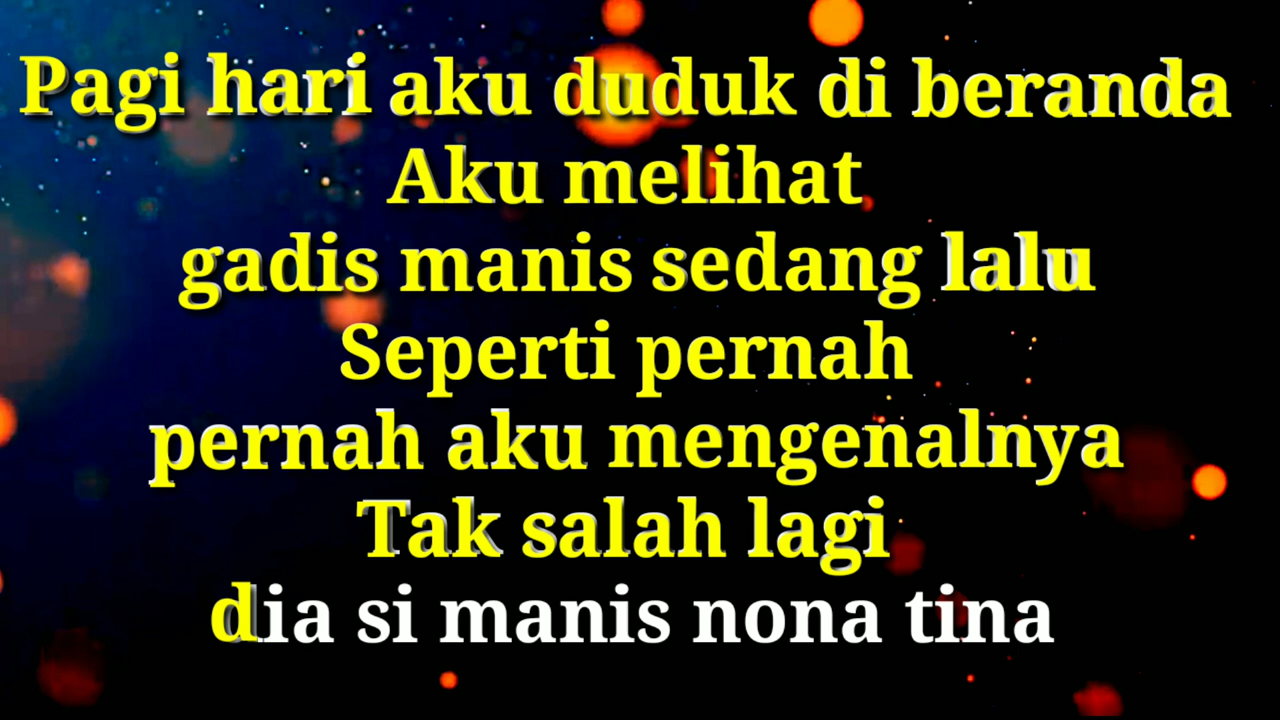 Pagi hari aku duduk di beranda
Aku melihat
gadis manis sedang lalu
Seperti pernah
pernah aku mengenalnya
Tak salah lagi
dia si manis nona tina